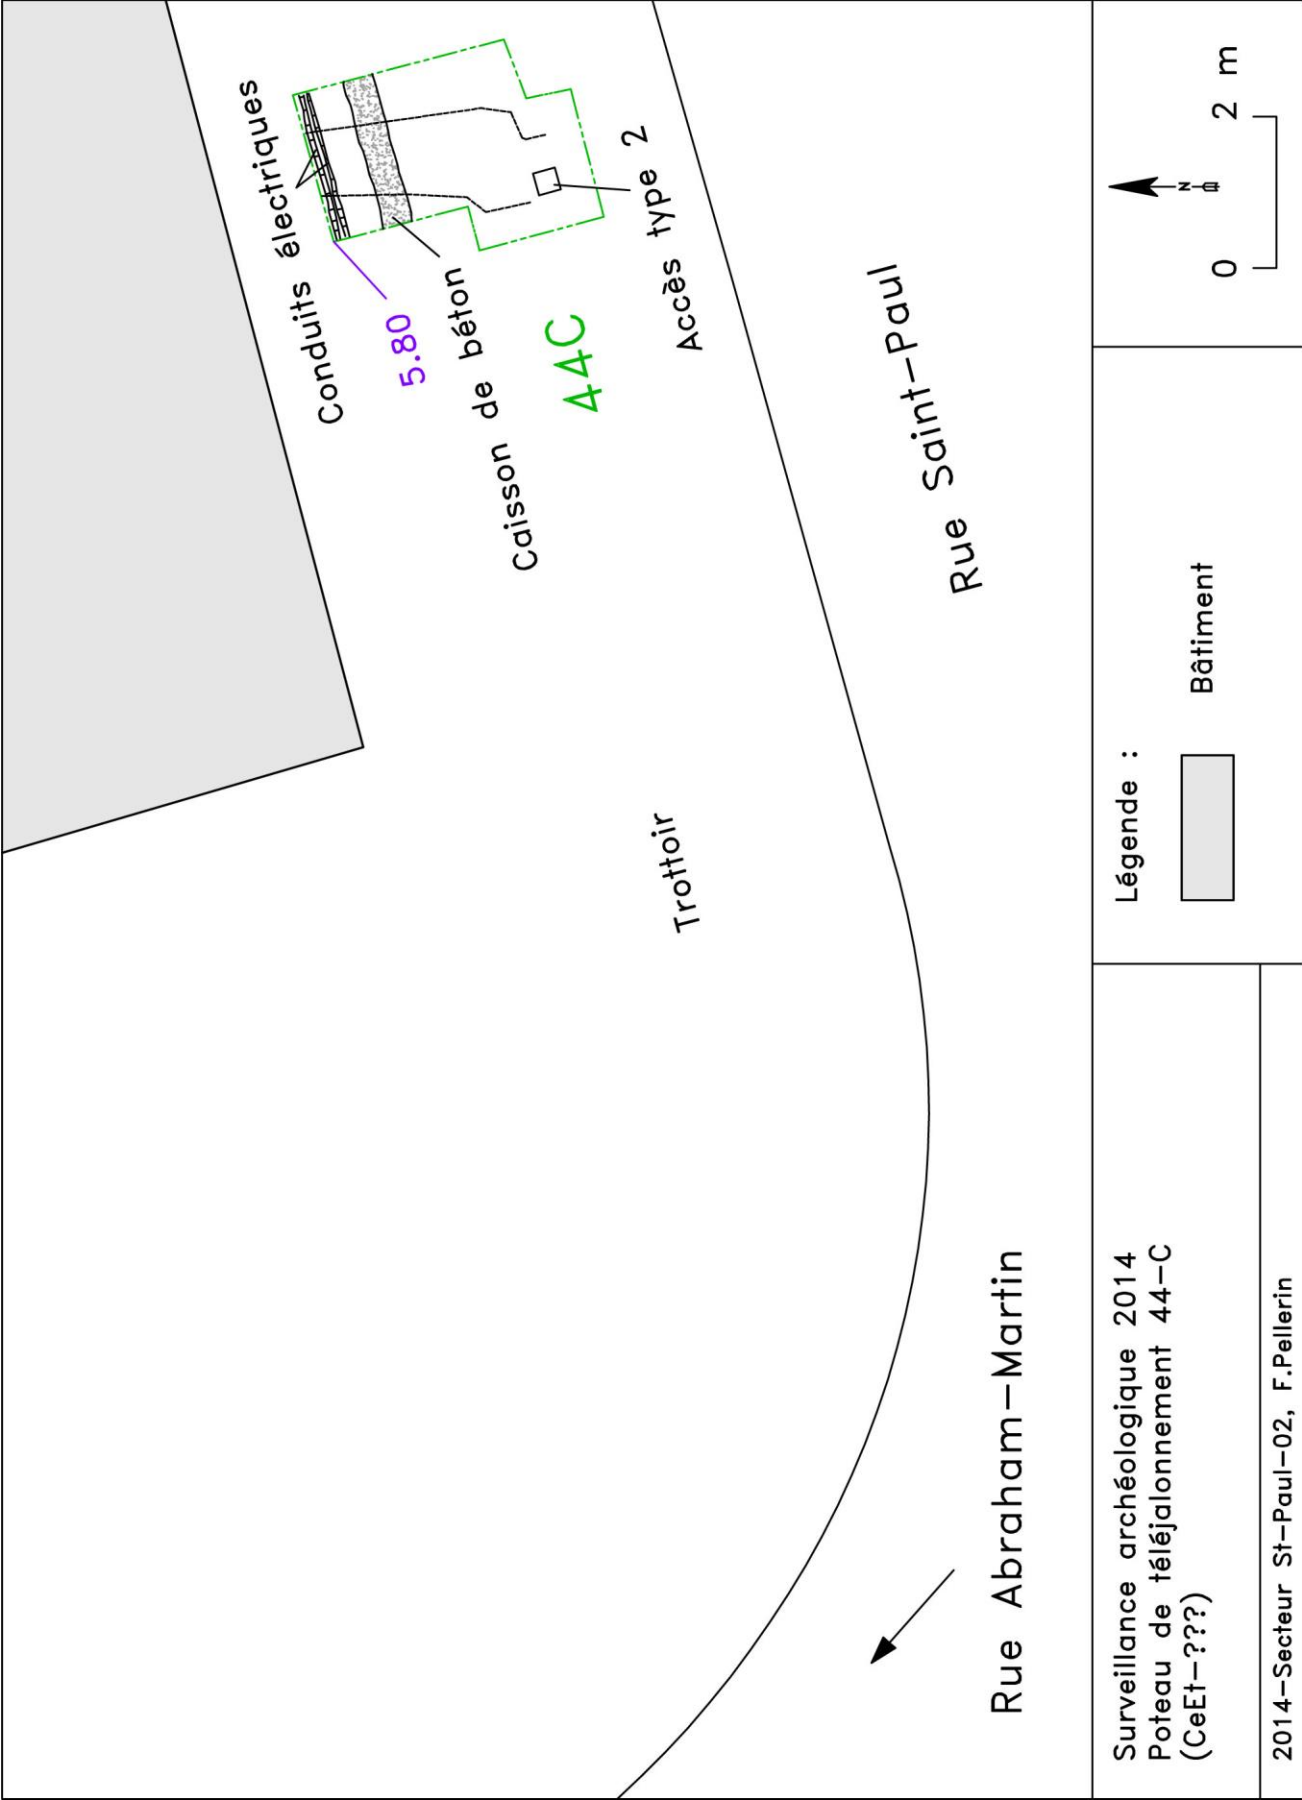 Conduits électriques
5.80
Caisson de béton
44C
Accès type 2
Trottoir
Rue Saint-Paul
Rue Abraham-Martin
Surveillance archéologique 2014
Poteau de téléjalonnement 44-C
(CeEt-???)
2014-Secteur St-Paul-02, F.Pellerin
Légende :
Bâtiment
N
0 2 m